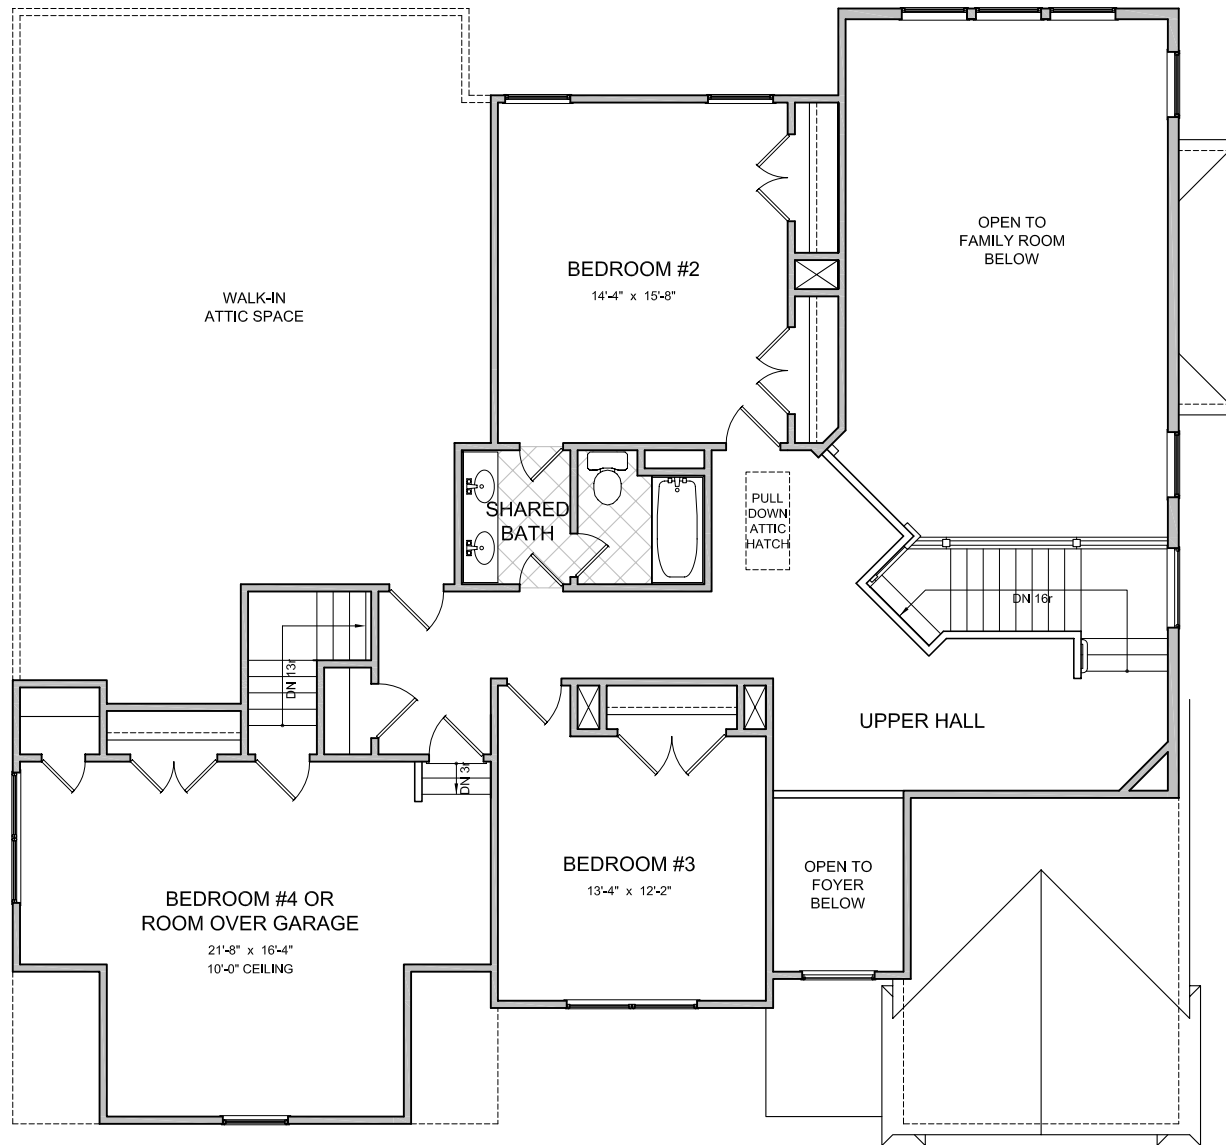 OPEN TO
FAMILY ROOM
BELOW
BEDROOM #2
14'-4" x 15'-8"
WALK-IN
ATTIC SPACE
SHARED
BATH
PULL
DOWN
ATTIC
HATCH
DN 16r
DN 13r
UPPER HALL
DN 3r
BEDROOM #3
13'-4" x 12'-2"
OPEN TO
FOYER
BELOW
BEDROOM #4 OR
ROOM OVER GARAGE
21'-8" x 16'-4"
10'-0" CEILING